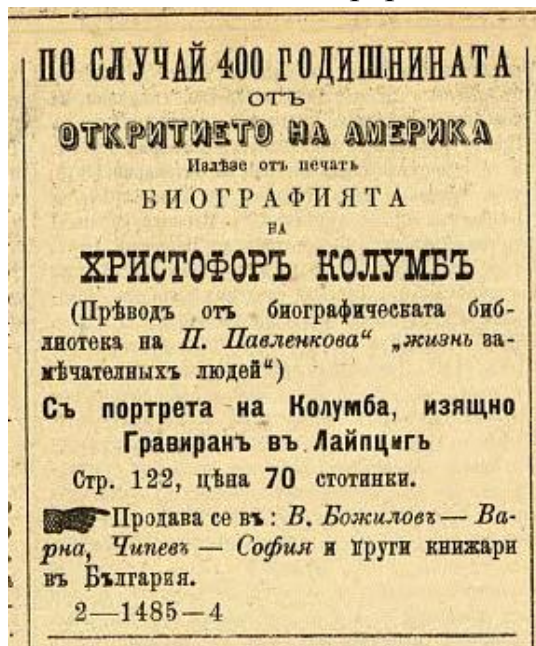 ПО СЛУЧАЙ 400 ГОДИШНИНАТА
ОТЪ
ОТКРИТИЕТО НА АМЕРИКА
Излѣзе отъ печать
БИОГРАФИЯТА
НА
ХРИСТОФОРЪ КОЛУМБЪ
(Прѣводъ отъ биографическата биб-
лиотека на П. Павленкова“ „жизнь за-
мѣчателныхъ людей“)
Съ портрета на Колумба, изящно
Гравиранъ въ Лайпцигъ
Стр. 122, цѣна 70 стотинки.
Продава се въ: В. Божиловъ — Ва-
рна, Чипевъ — София и други книжари
въ България.
2—1485—4